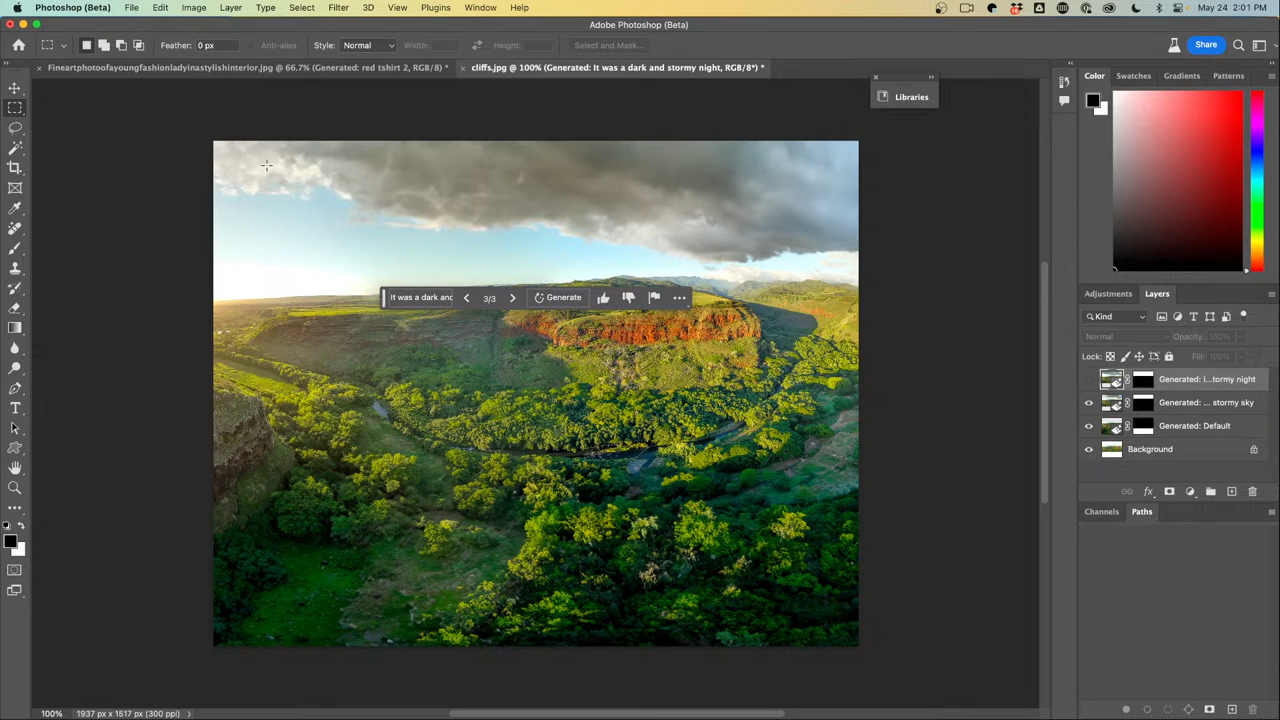 Photoshop (Beta) File Edit Image Layer Type Select Filter 3D View Plugins Window Help May 24 2:01 PM
Adobe Photoshop (Beta)
Feather: 0 px Anti-alias Style: Normal Width: Height: Select and Mask... Share
Fineartphotoofayoungfashionladyinastylishinterior.jpg @ 66.7% (Generated: red tshirt 2, RGB/8) * cliffs.jpg @ 100% (Generated: It was a dark and stormy night, RGB/8*) *
Libraries
Color Swatches Gradients Patterns
It was a dark and 3/3 Generate
Adjustments Layers
Kind
Normal Opacity: 100%
Lock: Fill: 100%
Generated: I...tormy night
Generated: ... stormy sky
Generated: Default
Background
fx
Channels Paths
100% 1937 px x 1517 px (300 ppi)